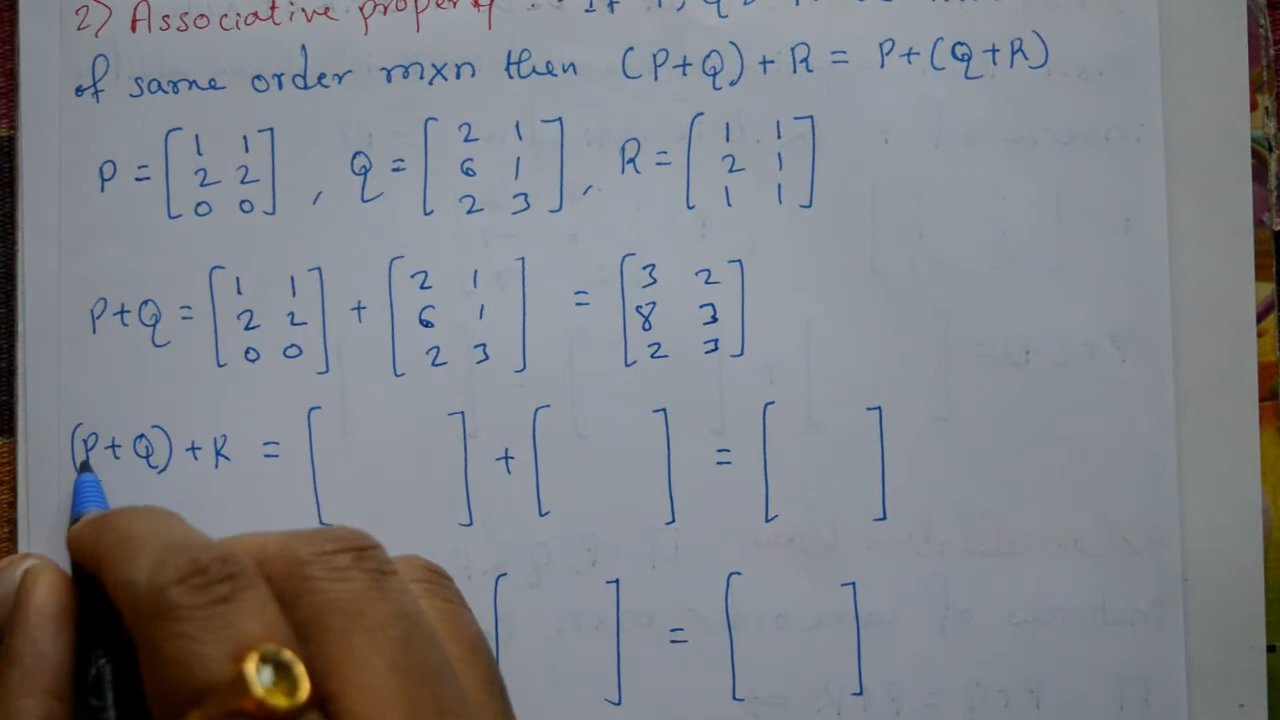 2) Associative property
of same order mxn then (P+Q)+R = P+(Q+R)
P = [1 1 2 2 0 0], Q = [2 1 6 1 2 3], R = [1 1 2 1 1 1]
P+Q = [1 1 2 2 0 0] + [2 1 6 1 2 3] = [3 2 8 3 2 3]
(P+Q)+R = [ ] + [ ] = [ ]
[ ] = [ ]